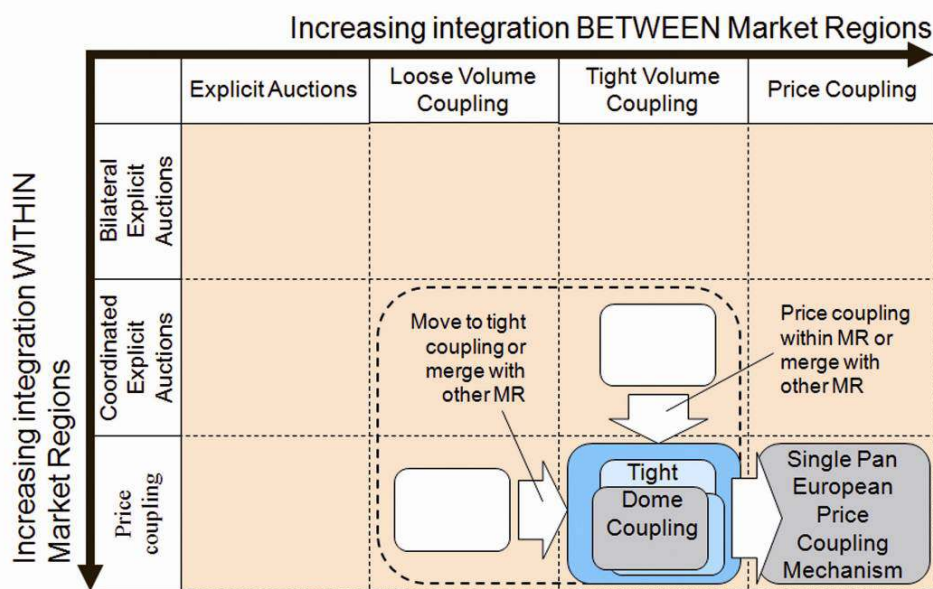 Increasing integration BETWEEN Market Regions
Explicit Auctions
Loose Volume
Coupling
Tight Volume
Coupling
Price Coupling
Increasing integration WITHIN
Market Regions
Bilateral
Explicit
Auctions
Coordinated
Explicit
Auctions
Move to tight
coupling or
merge with
other MR
Price coupling
within MR or
merge with
other MR
Price
coupling
Tight
Dome
Coupling
Single Pan
European
Price
Coupling
Mechanism